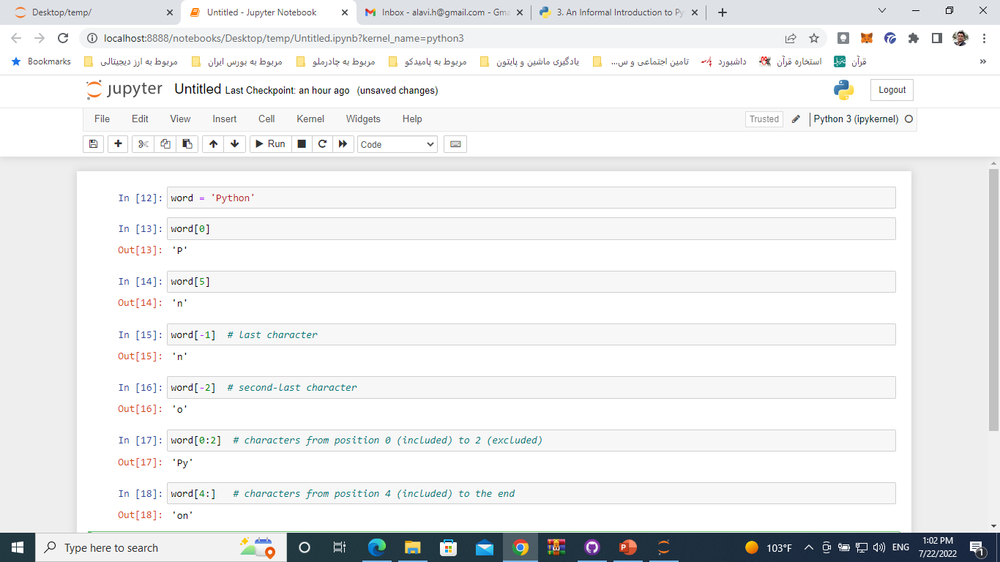 Desktop/temp/
Untitled - Jupyter Notebook
Inbox - alavi.h@gmail.com - Gma
3. An Informal Introduction to Py
localhost:8888/notebooks/Desktop/temp/Untitled.ipynb?kernel_name=python3
Bookmarks
مربوط به ارز دیجیتالی
مربوط به بورس ایران
مربوط به چادرملو
مربوط به پامیدکو
یادگیری ماشین و پایتون
تامین اجتماعی و س...
داشبورد
استخاره قرآن
قرآن
»
jupyter Untitled Last Checkpoint: an hour ago (unsaved changes)
Logout
File Edit View Insert Cell Kernel Widgets Help
Trusted
Python 3 (ipykernel)
Run
Code
In [12]: word = 'Python'
In [13]: word[0]
Out[13]: 'P'
In [14]: word[5]
Out[14]: 'n'
In [15]: word[-1]  # last character
Out[15]: 'n'
In [16]: word[-2]  # second-last character
Out[16]: 'o'
In [17]: word[0:2]  # characters from position 0 (included) to 2 (excluded)
Out[17]: 'Py'
In [18]: word[4:]   # characters from position 4 (included) to the end
Out[18]: 'on'
Type here to search
103°F
ENG
1:02 PM
7/22/2022
1